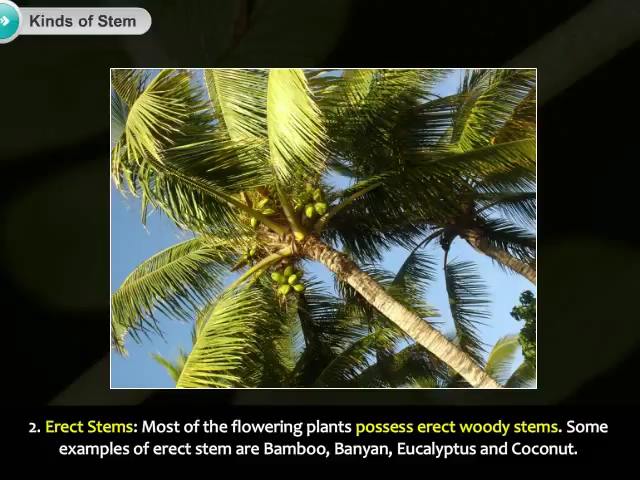 Kinds of Stem
2. Erect Stems: Most of the flowering plants possess erect woody stems. Some
examples of erect stem are Bamboo, Banyan, Eucalyptus and Coconut.